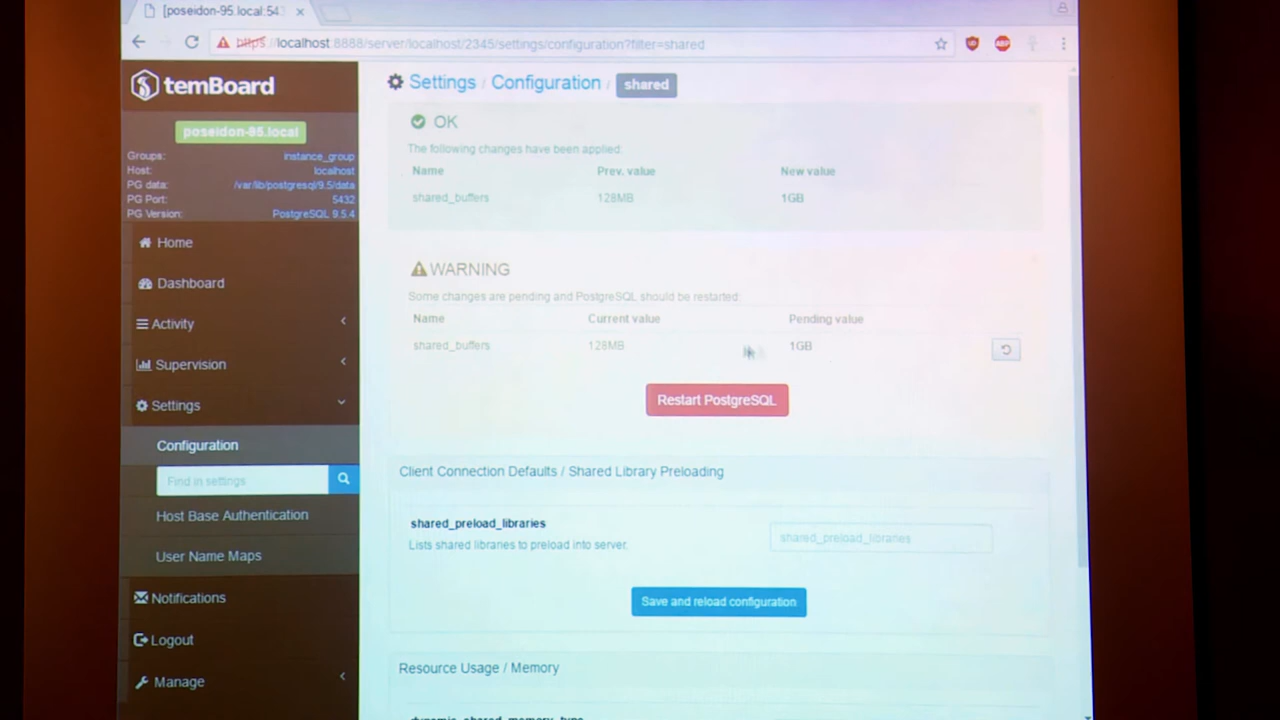 [poseidon-95.local:543
https://localhost:8888/server/localhost/2345/settings/configuration?filter=shared
temBoard
poseidon-95.local
Groups: instance_group
Host: localhost
PG data: /var/lib/postgresql/9.5/data
PG Port: 5432
PG Version: PostgreSQL 9.5.4
Home
Dashboard
Activity
Supervision
Settings
Configuration
Find in settings
Host Base Authentication
User Name Maps
Notifications
Logout
Manage
Settings / Configuration / shared
OK
The following changes have been applied:
Name Prev. value New value
shared_buffers 128MB 1GB
WARNING
Some changes are pending and PostgreSQL should be restarted:
Name Current value Pending value
shared_buffers 128MB 1GB
Restart PostgreSQL
Client Connection Defaults / Shared Library Preloading
shared_preload_libraries
Lists shared libraries to preload into server.
shared_preload_libraries
Save and reload configuration
Resource Usage / Memory
dynamic_shared_memory_type